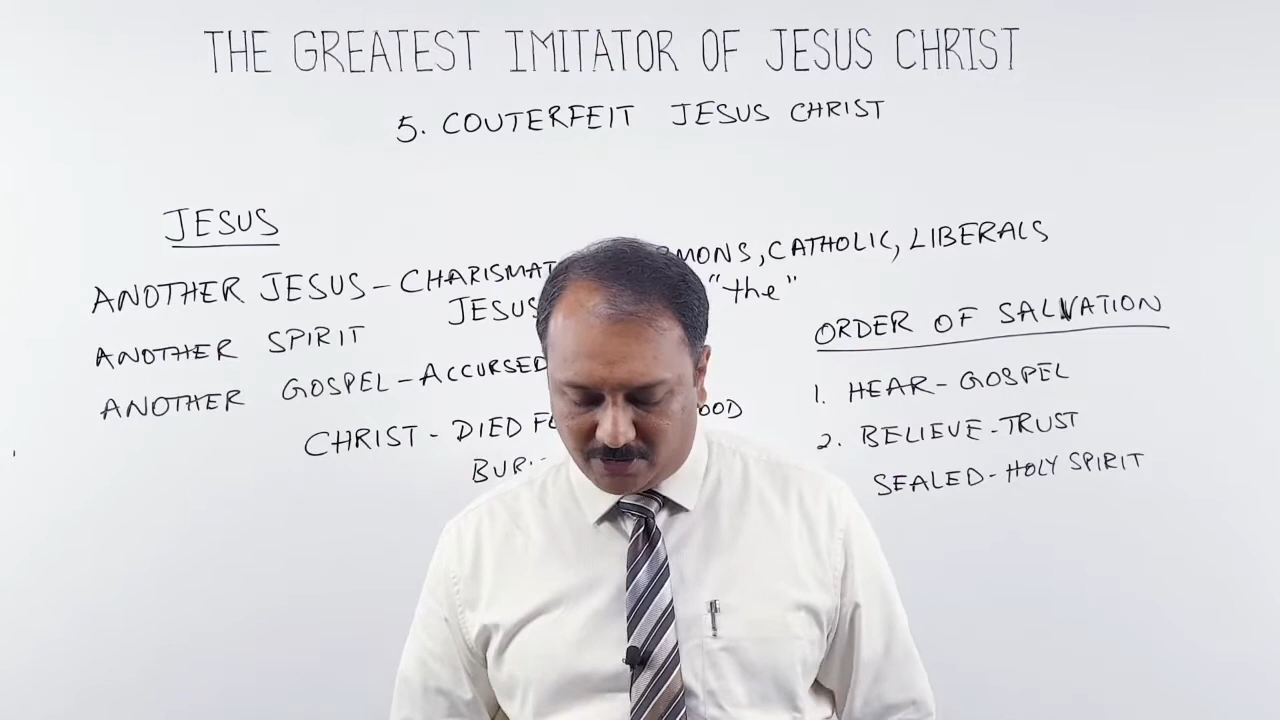 THE GREATEST IMITATOR OF JESUS CHRIST
5. COUTERFEIT JESUS CHRIST
JESUS
ANOTHER JESUS - CHARISMAT MONS, CATHOLIC, LIBERALS
JESUS "the"
ANOTHER SPIRIT
ANOTHER GOSPEL - ACCURSED
CHRIST - DIED OOD
ORDER OF SALVATION
1. HEAR - GOSPEL
2. BELIEVE - TRUST
SEALED - HOLY SPIRIT